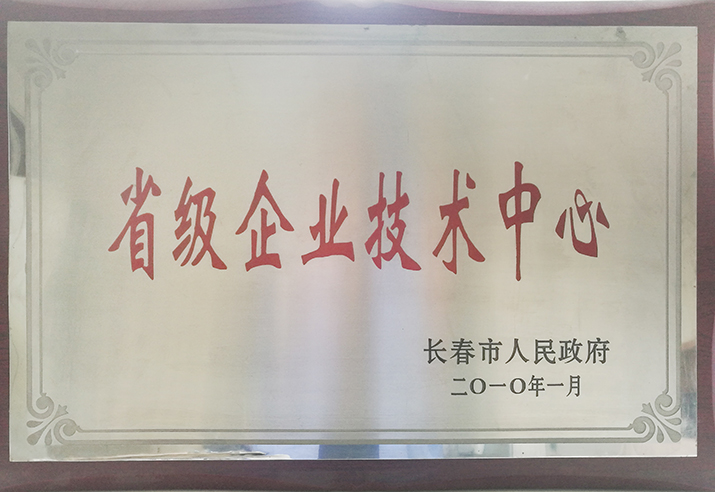 省级企业技术中心
长春市人民政府
二〇一〇年一月